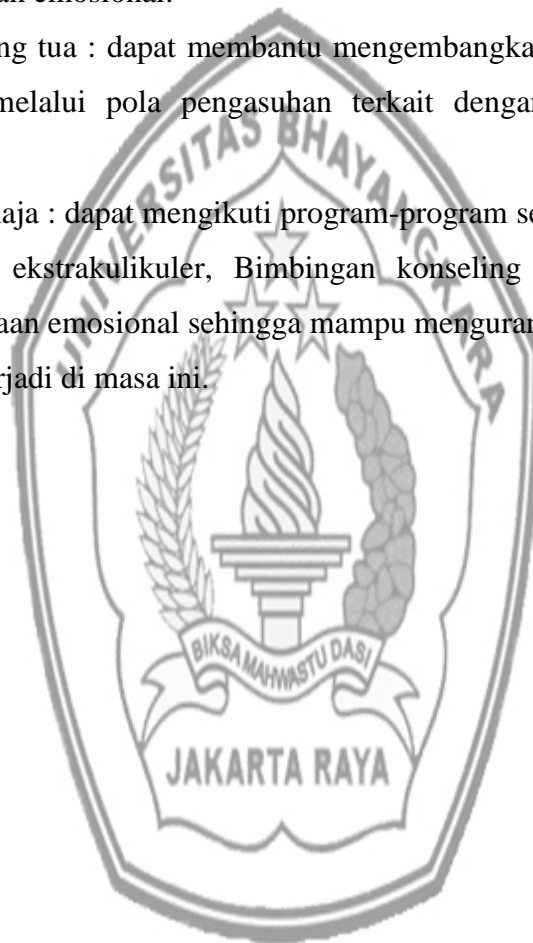 an emosional.
ng tua : dapat membantu mengembangka
melalui pola pengasuhan terkait dengan
aja : dapat mengikuti program-program se
ekstrakulikuler, Bimbingan konseling
aan emosional sehingga mampu menguran
rjadi di masa ini.
UNIVERSITAS BHAYANGKARA
BIKSA MAHWASTU DASI
JAKARTA RAYA